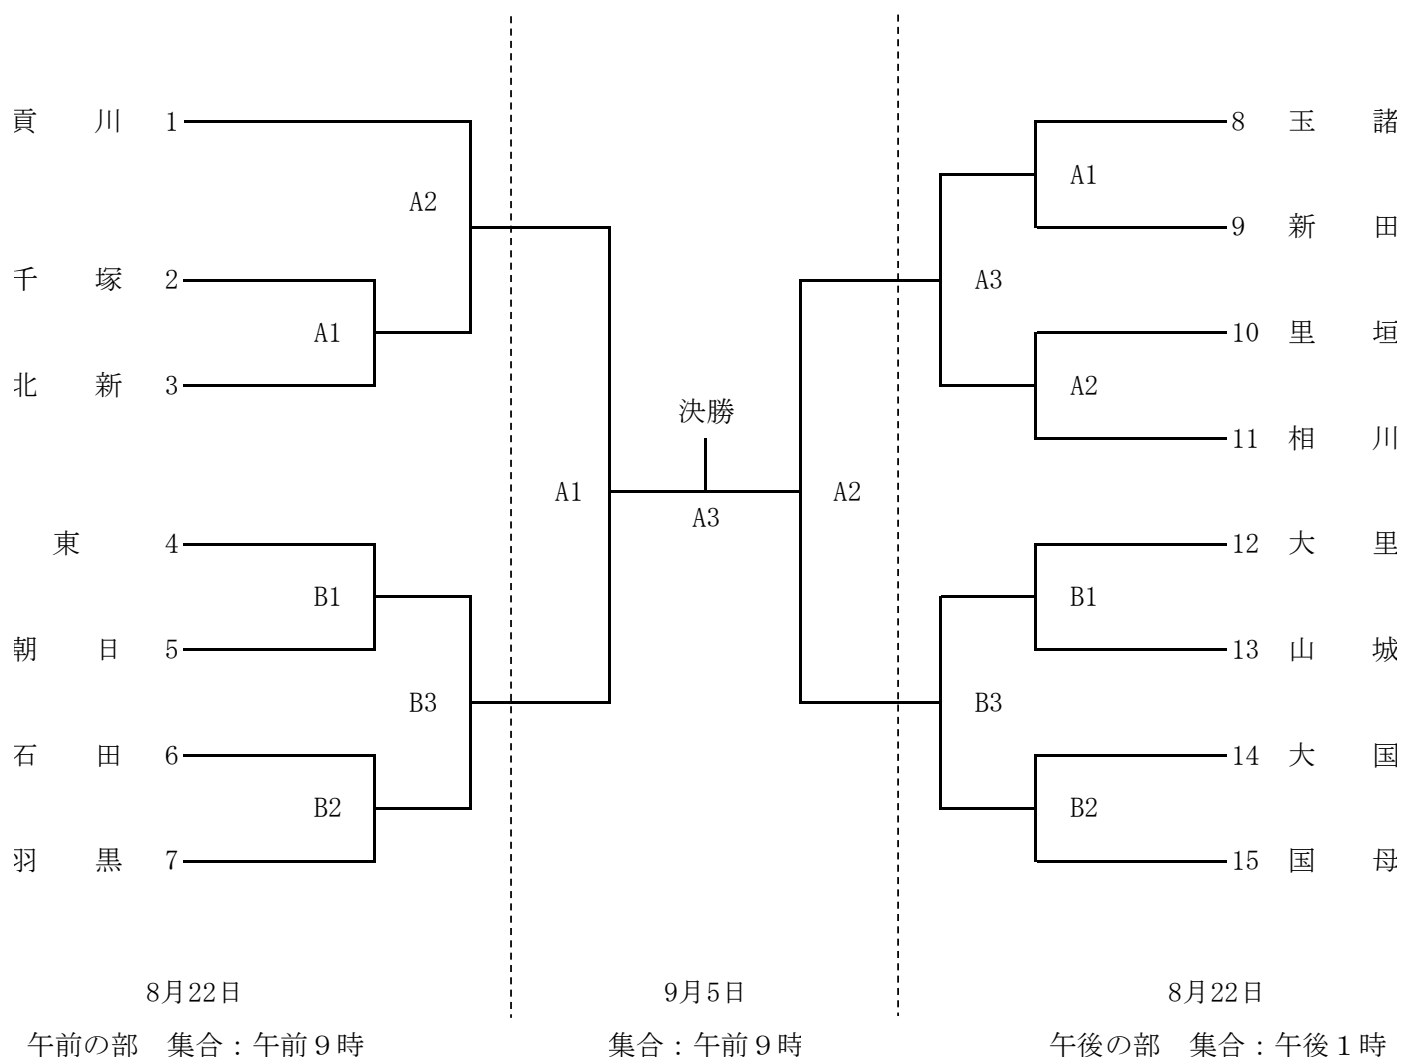 貢川 1
A2
千塚 2
A1
北新 3
東 4
B1
朝日 5
B3
石田 6
B2
羽黒 7
A1
決勝
A3
A2
8 玉諸
A1
9 新田
A3
10 里垣
A2
11 相川
12 大里
B1
13 山城
B3
14 大国
B2
15 国母
8月22日
午前の部 集合：午前９時
9月5日
集合：午前９時
8月22日
午後の部 集合：午後１時